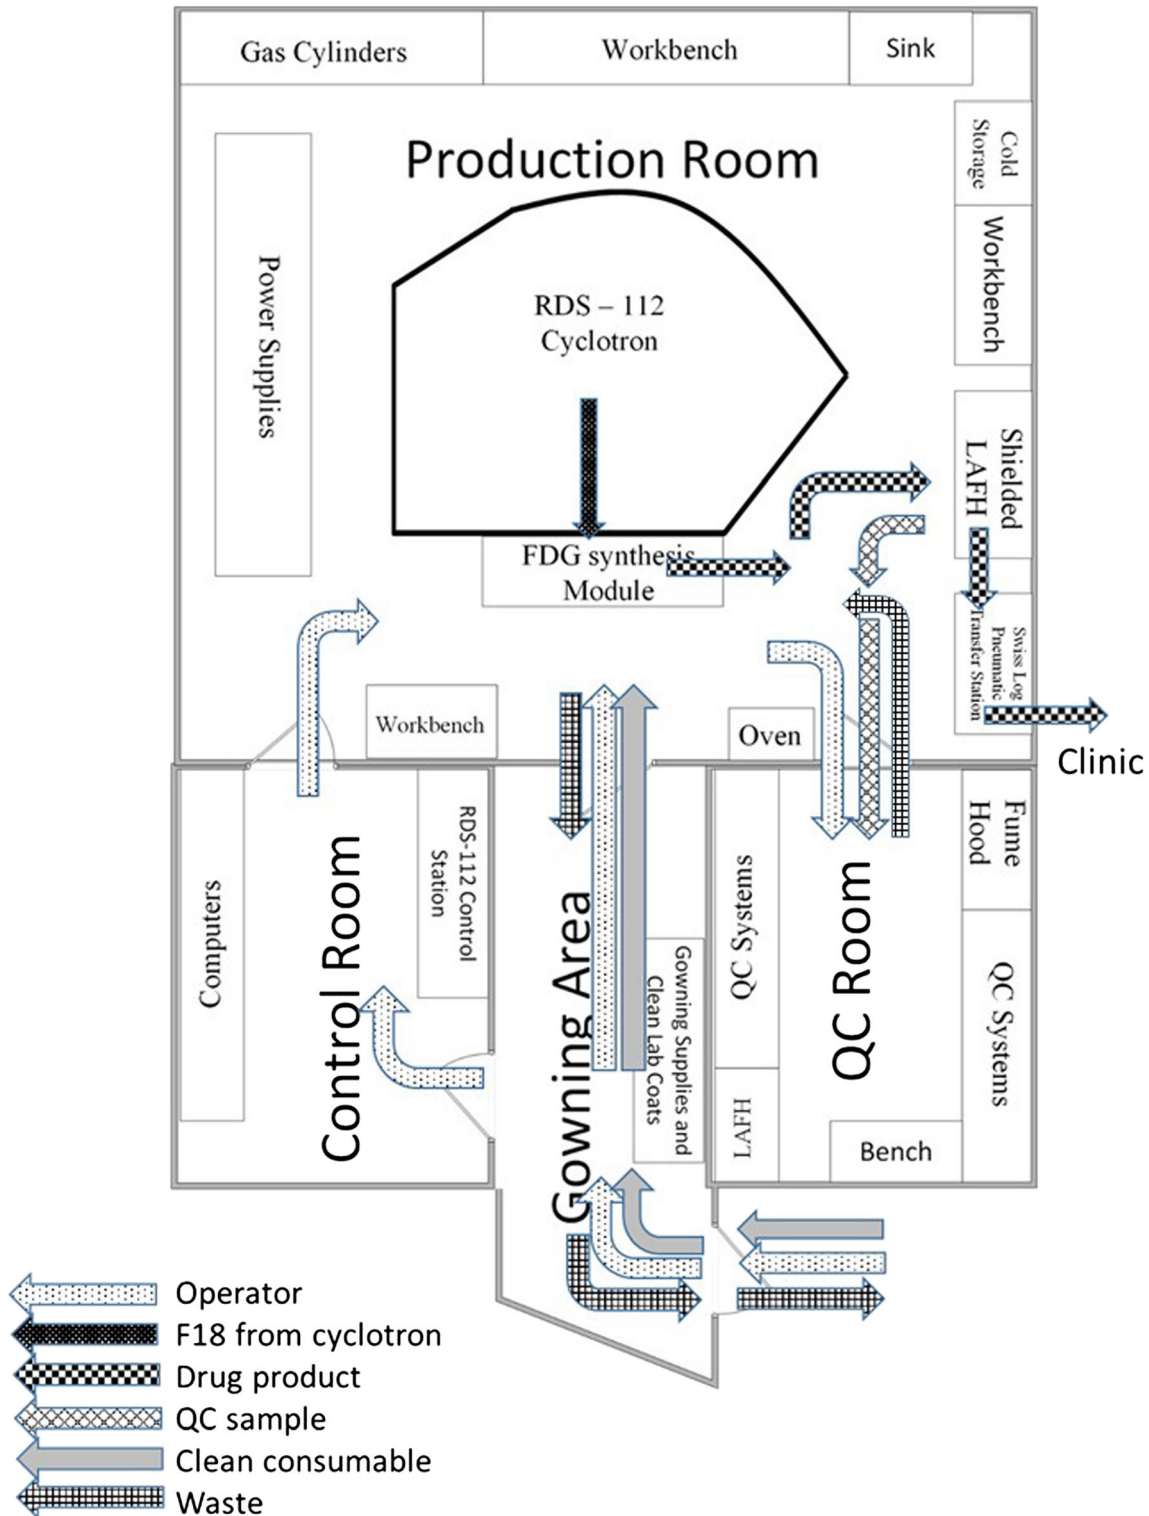 Gas Cylinders
Workbench
Sink
Production Room
Cold
Storage
Workbench
Power Supplies
RDS – 112
Cyclotron
Shielded
LAFH
FDG synthesis
Module
Swiss Log
Pneumatic
Transfer Station
Workbench
Oven
Clinic
Computers
Control Room
RDS-112 Control
Station
Gowning Area
Gowning Supplies and
Clean Lab Coats
QC Systems
LAFH
QC Room
Fume
Hood
QC Systems
Bench
Operator
F18 from cyclotron
Drug product
QC sample
Clean consumable
Waste